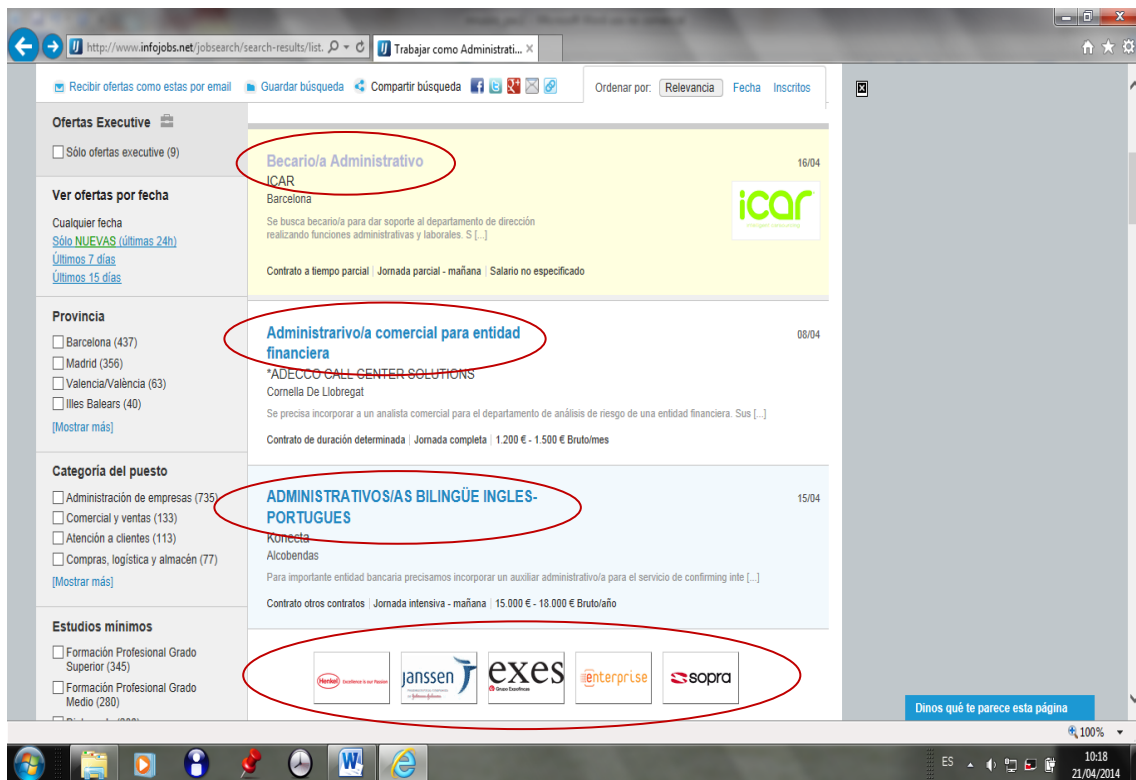 http://www.infojobs.net/jobsearch/search-results/list.
Trabajar como Administrati...
Recibir ofertas como estas por email
Guardar búsqueda
Compartir búsqueda
Ordenar por: Relevancia Fecha Inscritos
Ofertas Executive
Sólo ofertas executive (9)
Ver ofertas por fecha
Cualquier fecha
Sólo NUEVAS (últimas 24h)
Últimos 7 días
Últimos 15 días
Provincia
Barcelona (437)
Madrid (356)
Valencia/València (63)
Illes Balears (40)
[Mostrar más]
Categoría del puesto
Administración de empresas (735)
Comercial y ventas (133)
Atención a clientes (113)
Compras, logística y almacén (77)
[Mostrar más]
Estudios mínimos
Formación Profesional Grado
Superior (345)
Formación Profesional Grado
Medio (280)
Becario/a Administrativo
16/04
ICAR
Barcelona
icar
Se busca becario/a para dar soporte al departamento de dirección
realizando funciones administrativas y laborales. S [...]
Contrato a tiempo parcial | Jornada parcial - mañana | Salario no especificado
Administrarivo/a comercial para entidad
financiera
08/04
*ADECCO CALL CENTER SOLUTIONS
Cornella De Llobregat
Se precisa incorporar a un analista comercial para el departamento de análisis de riesgo de una entidad financiera. Sus [...]
Contrato de duración determinada | Jornada completa | 1.200 € - 1.500 € Bruto/mes
ADMINISTRATIVOS/AS BILINGÜE INGLES-
PORTUGUES
15/04
Konecta
Alcobendas
Para importante entidad bancaria precisamos incorporar un auxiliar administrativo/a para el servicio de confirming inte [...]
Contrato otros contratos | Jornada intensiva - mañana | 15.000 € - 18.000 € Bruto/año
Henkel Excellence is our Passion
janssen
exes
Grupo Expofinques
enterprise
sopra
Dinos qué te parece esta página
100%
ES
10:18
21/04/2014